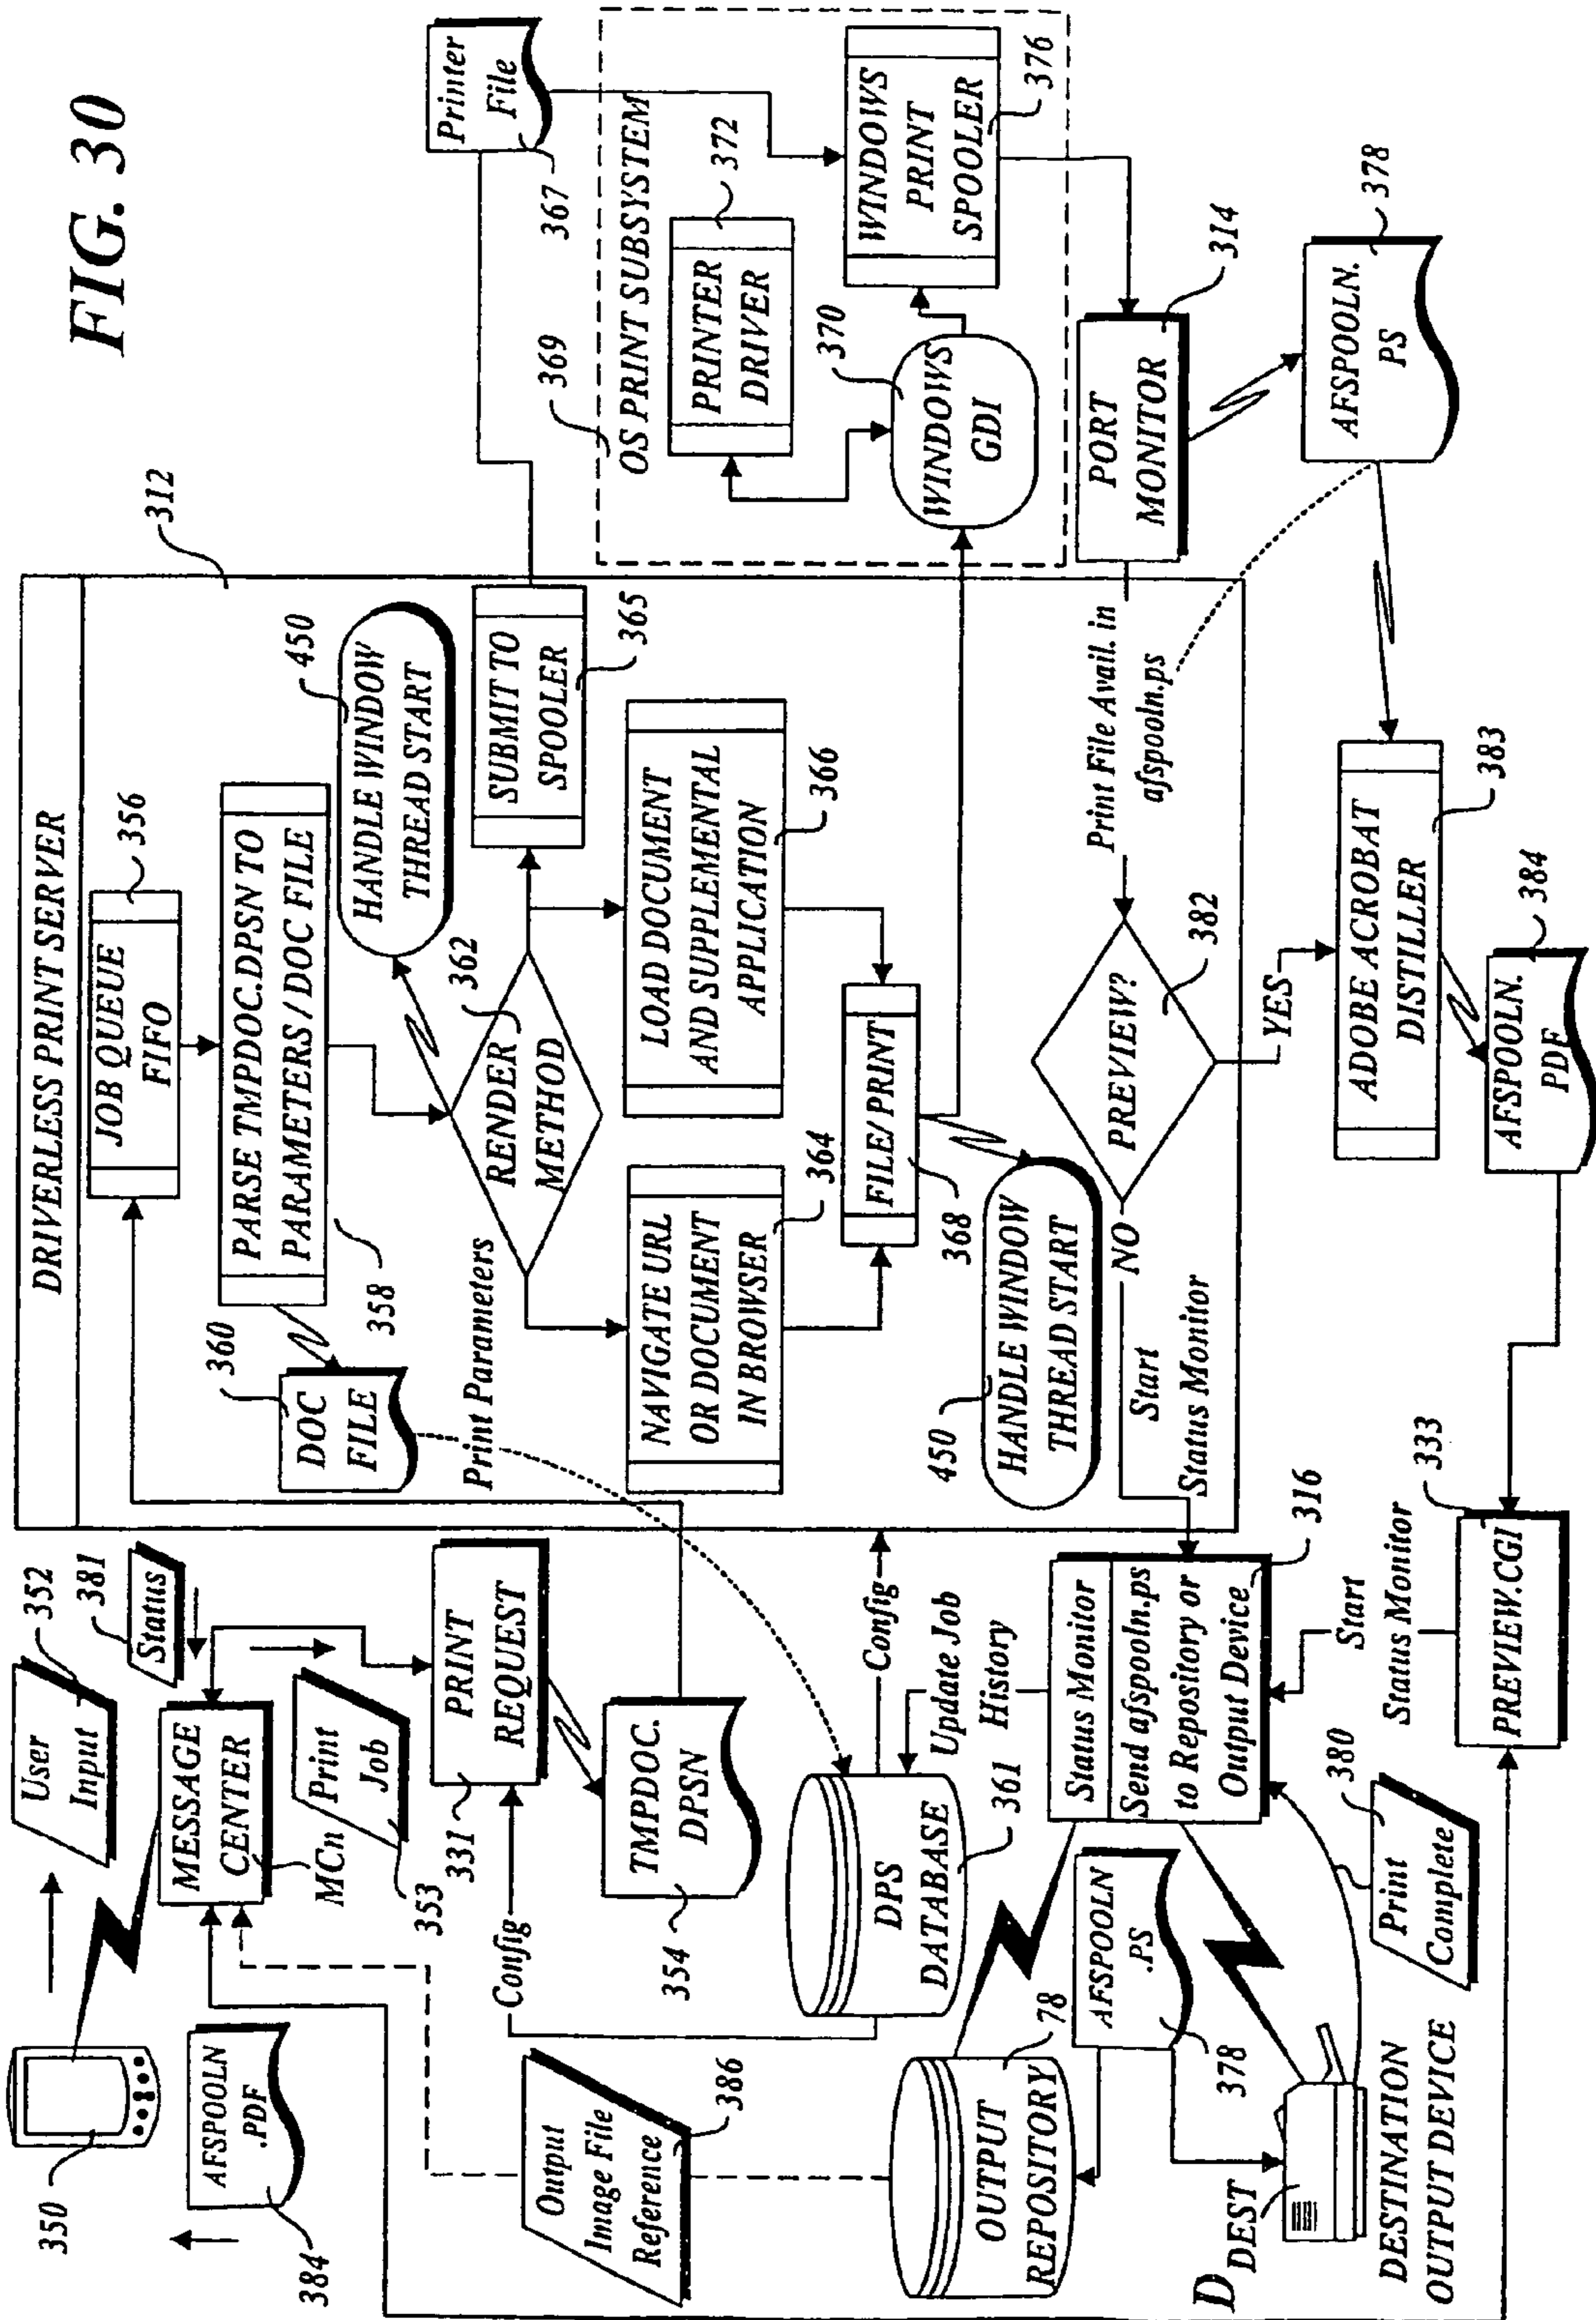 FIG. 30
350
AFSPOOLN
.PDF
384
User
Input
352
Status
381
MESSAGE
CENTER
MCn
Print
Job
353
PRINT
REQUEST
331
Config
TMPDOC.
DPSN
354
Output
Image File
Reference
386
DPS
DATABASE
361
Config
Update Job
History
OUTPUT
REPOSITORY
78
AFSPOOLN
.PS
378
Status Monitor
Send afspooln.ps
to Repository or
Output Device
316
D DEST
DESTINATION
OUTPUT DEVICE
Print
Complete
380
Start
Status Monitor
PREVIEW.CGI
333
DRIVERLESS PRINT SERVER
312
JOB QUEUE
FIFO
356
PARSE TMPDOC.DPSN TO
PARAMETERS / DOC FILE
358
360
DOC
FILE
Print Parameters
RENDER
METHOD
362
HANDLE WINDOW
THREAD START
450
SUBMIT TO
SPOOLER
365
NAVIGATE URL
OR DOCUMENT
IN BROWSER
364
LOAD DOCUMENT
AND SUPPLEMENTAL
APPLICATION
366
FILE/ PRINT
368
HANDLE WINDOW
THREAD START
450
PREVIEW?
382
NO
Start
Status Monitor
YES
Print File Avail. in
afspooln.ps
Printer
File
367
OS PRINT SUBSYSTEM
369
PRINTER
DRIVER
372
WINDOWS
GDI
370
WINDOWS
PRINT
SPOOLER
376
PORT
MONITOR
314
AFSPOOLN.
PS
378
ADOBE ACROBAT
DISTILLER
383
AFSPOOLN.
PDF
384